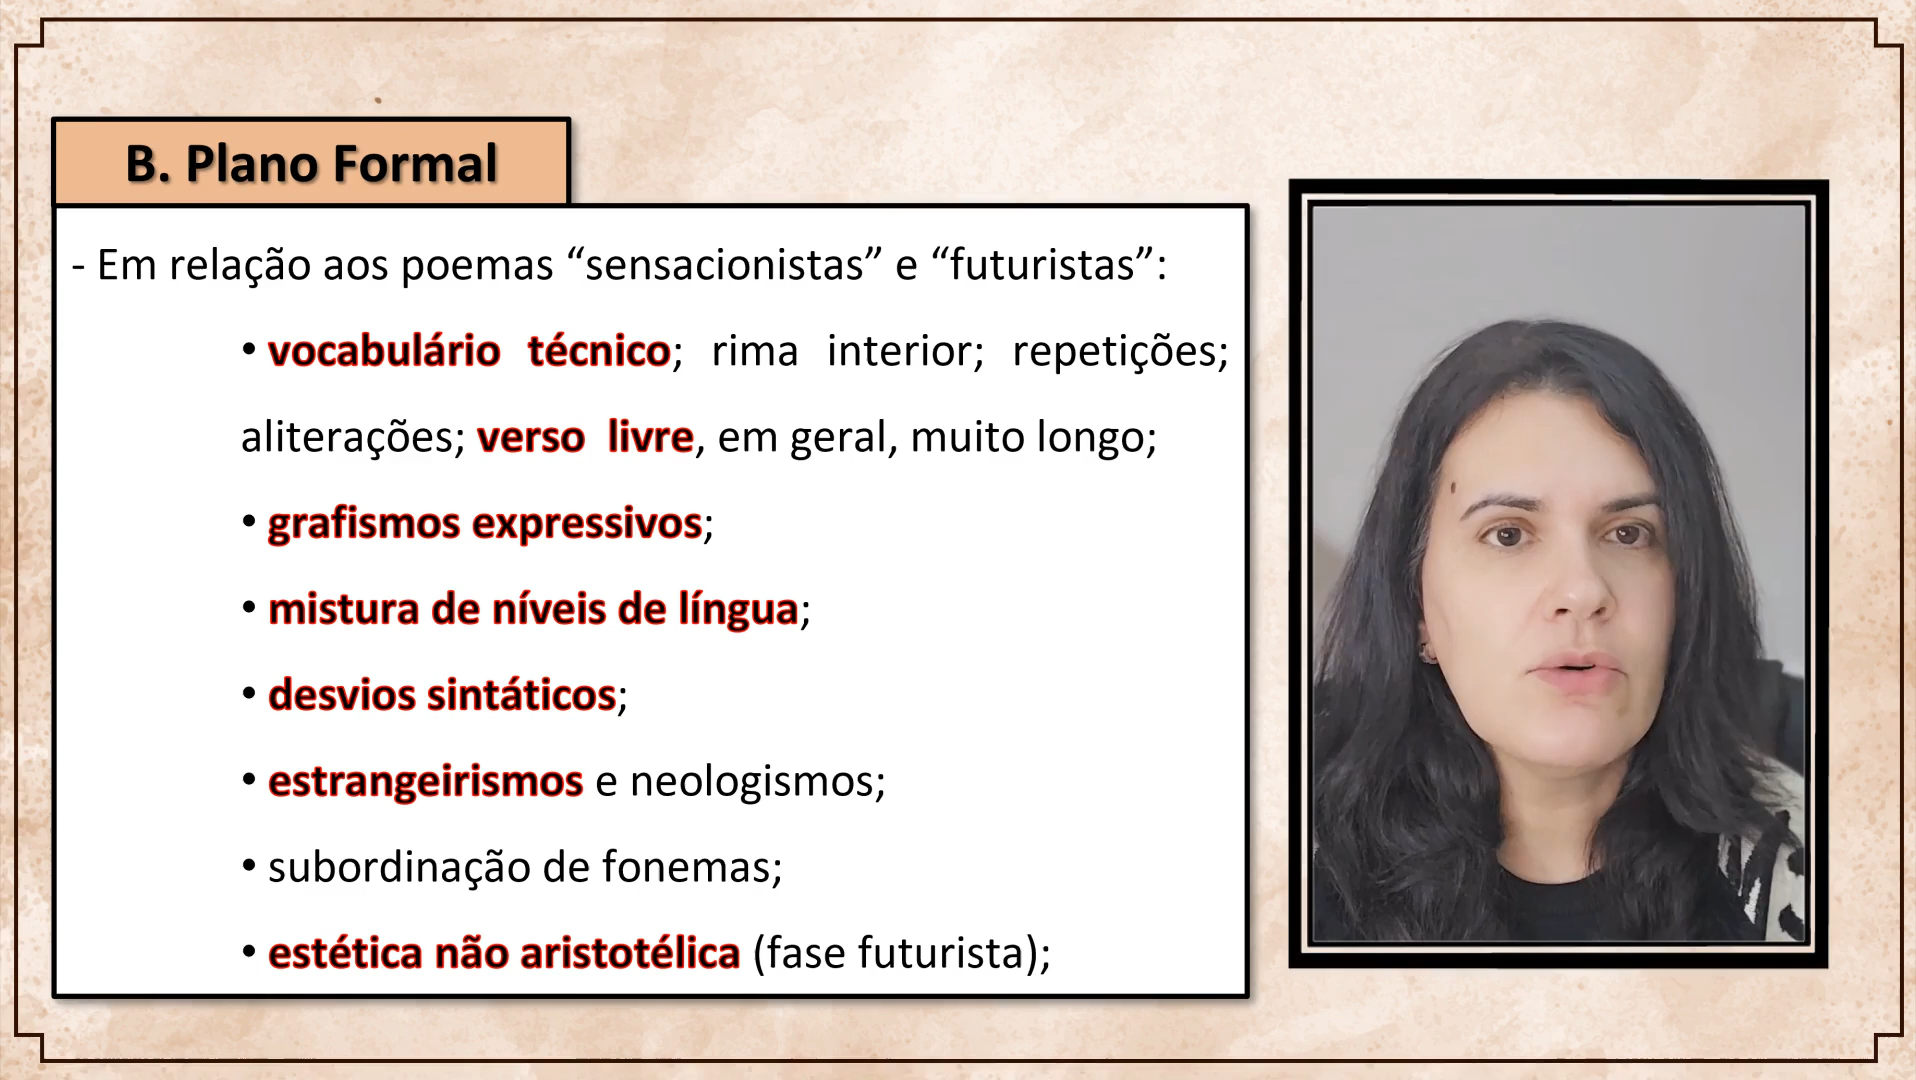 B. Plano Formal
- Em relação aos poemas “sensacionistas” e “futuristas”:
• vocabulário técnico; rima interior; repetições;
aliterações; verso livre, em geral, muito longo;
• grafismos expressivos;
• mistura de níveis de língua;
• desvios sintáticos;
• estrangeirismos e neologismos;
• subordinação de fonemas;
• estética não aristotélica (fase futurista);